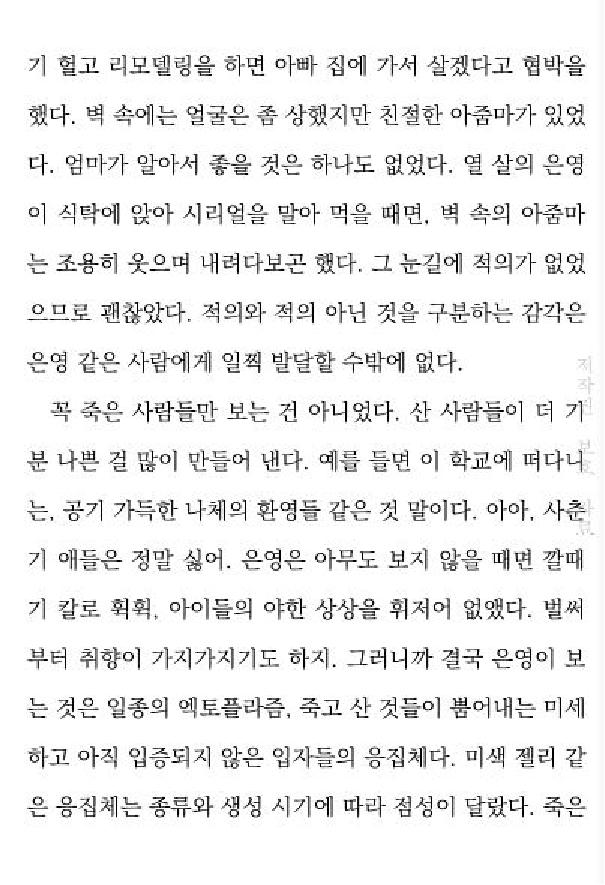 기 헐고 리모델링을 하면 아빠 집에 가서 살겠다고 협박을
했다. 벽 속에는 얼굴은 좀 상했지만 친절한 아줌마가 있었
다. 엄마가 알아서 좋을 것은 하나도 없었다. 열 살의 은영
이 식탁에 앉아 시리얼을 말아 먹을 때면, 벽 속의 아줌마
는 조용히 웃으며 내려다보곤 했다. 그 눈길에 적의가 없었
으므로 괜찮았다. 적의와 적의 아닌 것을 구분하는 감각은
은영 같은 사람에게 일찍 발달할 수밖에 없다.
꼭 죽은 사람들만 보는 건 아니었다. 산 사람들이 더 기
분 나쁜 걸 많이 만들어 낸다. 예를 들면 이 학교에 떠다니
는, 공기 가득한 나체의 환영들 같은 것 말이다. 아아, 사춘
기 애들은 정말 싫어. 은영은 아무도 보지 않을 때면 깔때
기 칼로 휙휙, 아이들의 야한 상상을 휘저어 없앴다. 벌써
부터 취향이 가지가지기도 하지. 그러니까 결국 은영이 보
는 것은 일종의 엑토플라즘, 죽고 산 것들이 뿜어내는 미세
하고 아직 입증되지 않은 입자들의 응집체다. 미색 젤리 같
은 응집체는 종류와 생성 시기에 따라 점성이 달랐다. 죽은
저작권 보호 자료